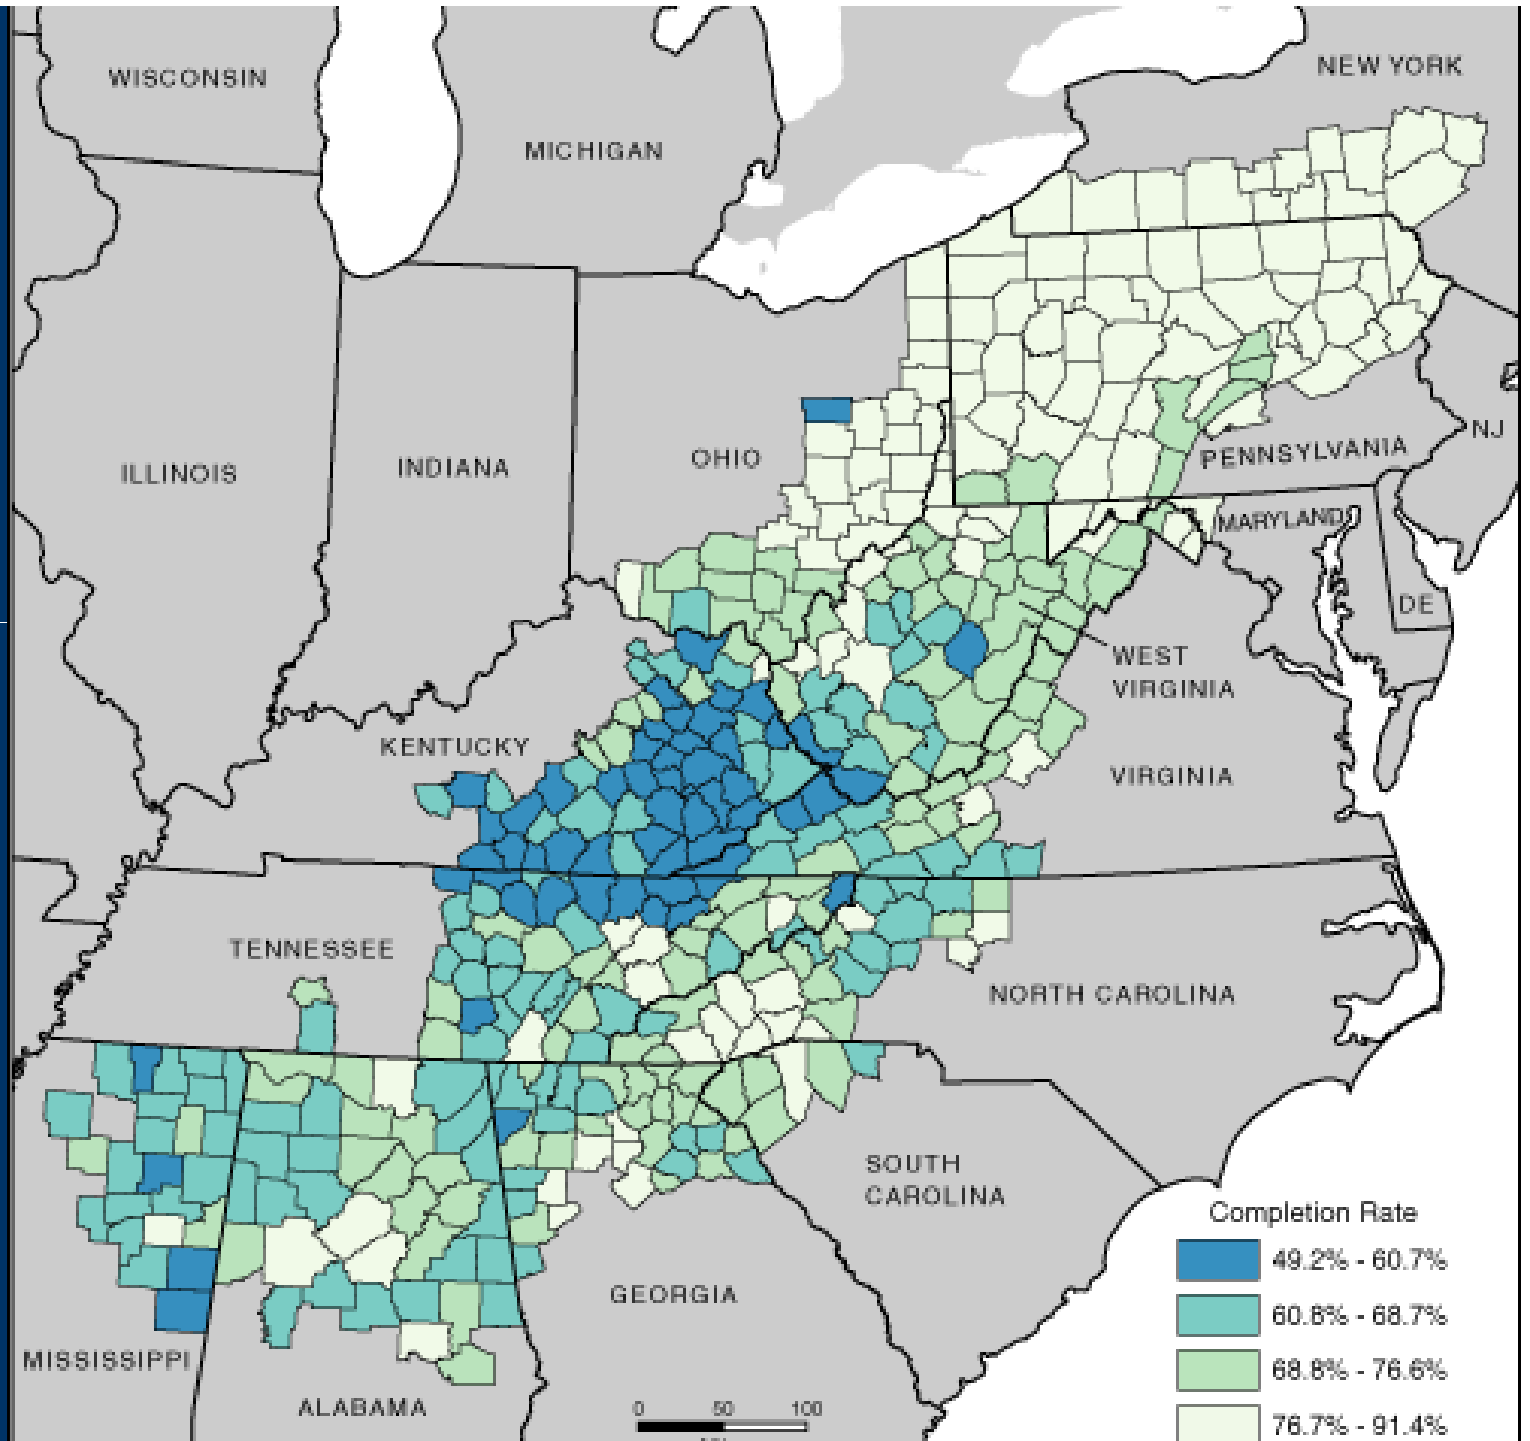 WISCONSIN
NEW YORK
MICHIGAN
NJ
OHIO
PENNSYLVANIA
ILLINOIS
INDIANA
MARYLAND
DE
WEST
VIRGINIA
KENTUCKY
VIRGINIA
TENNESSEE
NORTH CAROLINA
SOUTH
CAROLINA
Completion Rate
49.2% - 60.7%
GEORGIA
60.8% - 68.7%
MISSISSIPPI
68.8% - 76.6%
ALABAMA
0 50 100
76.7% - 91.4%